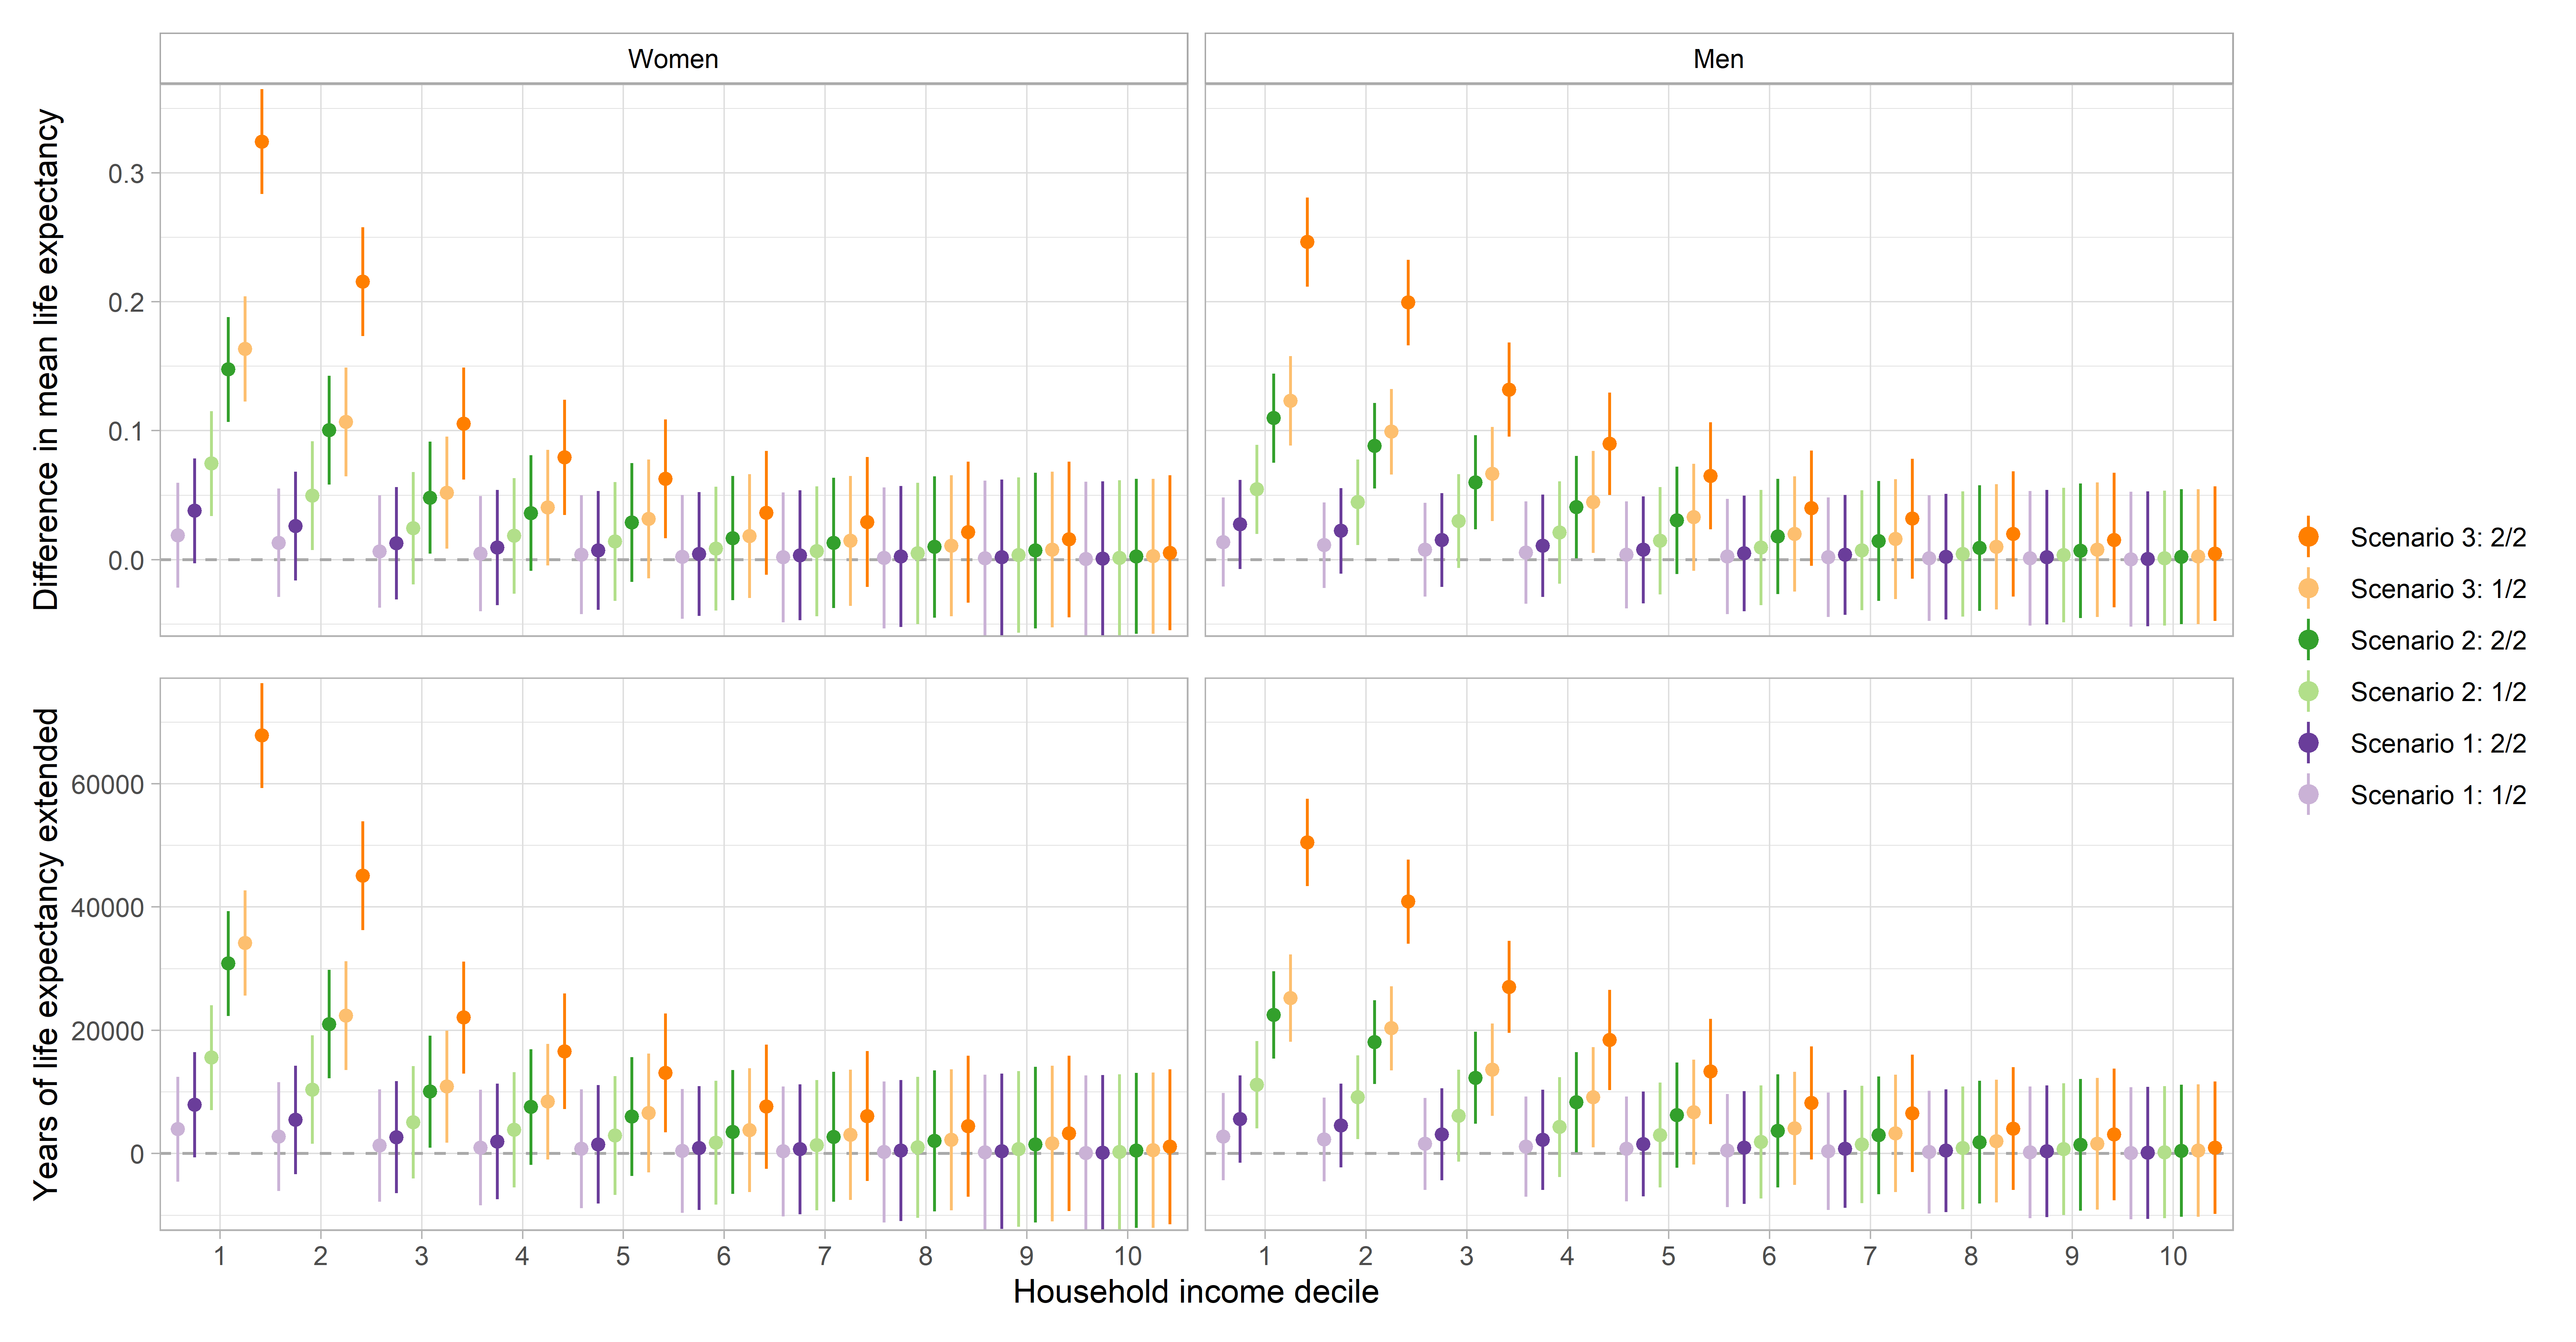 Women
Men
Difference in mean life expectancy
0.3
0.2
0.1
0.0
Years of life expectancy extended
60000
40000
20000
0
1 2 3 4 5 6 7 8 9 10
1 2 3 4 5 6 7 8 9 10
Household income decile
Scenario 3: 2/2
Scenario 3: 1/2
Scenario 2: 2/2
Scenario 2: 1/2
Scenario 1: 2/2
Scenario 1: 1/2